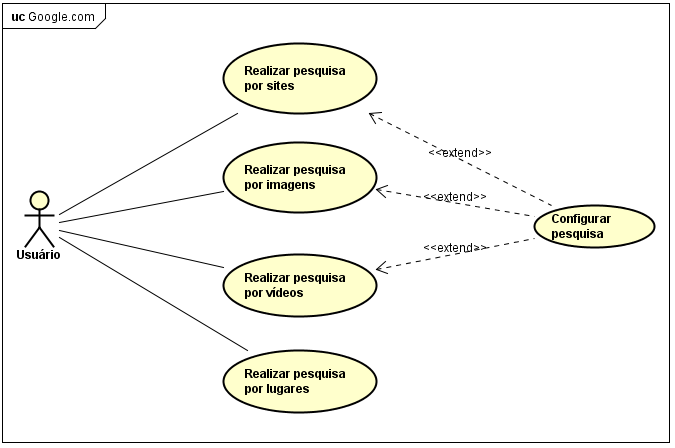 uc Google.com
Realizar pesquisa
por sites
<<extend>>
Realizar pesquisa
por imagens
<<extend>>
Configurar
pesquisa
Usuário
<<extend>>
Realizar pesquisa
por vídeos
Realizar pesquisa
por lugares